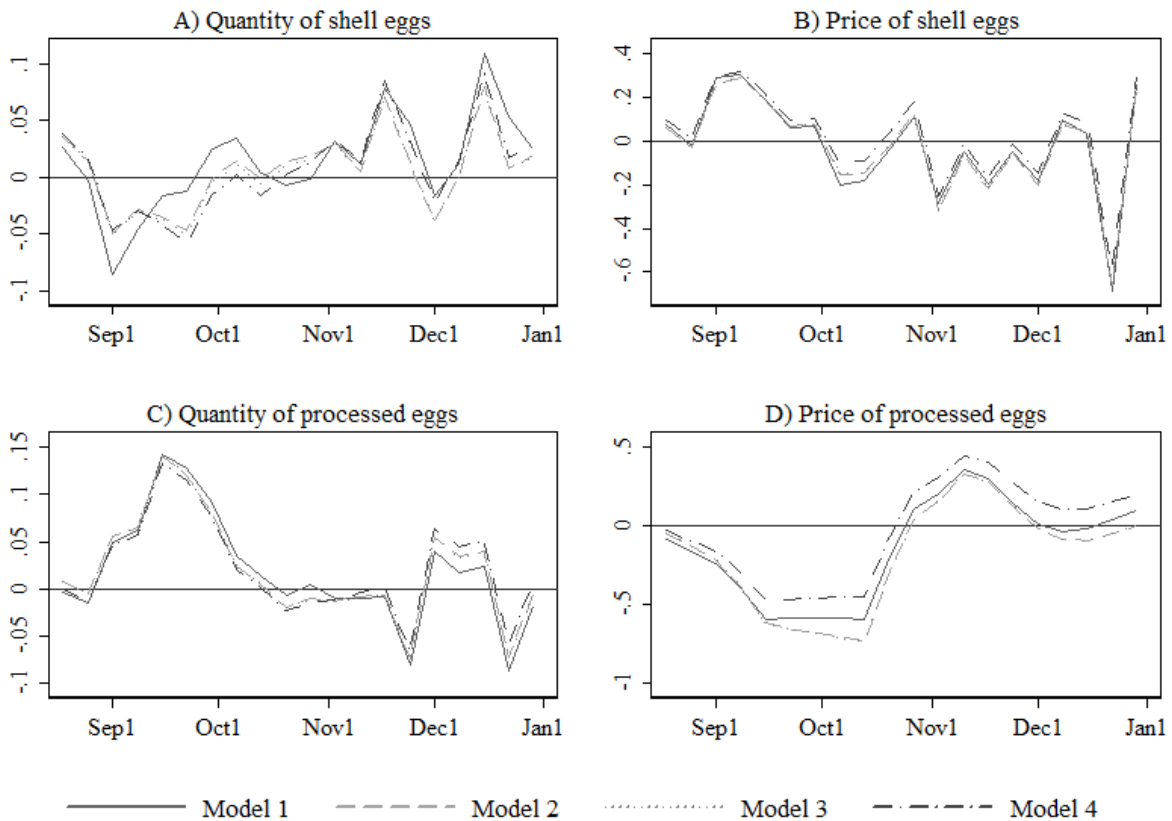 A) Quantity of shell eggs
.1
.05
0
-.05
-.1
Sep1 Oct1 Nov1 Dec1 Jan1
B) Price of shell eggs
.4
.2
0
-.2
-.4
-.6
Sep1 Oct1 Nov1 Dec1 Jan1
C) Quantity of processed eggs
.15
.1
.05
0
-.05
-.1
Sep1 Oct1 Nov1 Dec1 Jan1
D) Price of processed eggs
.5
0
-.5
-1
Sep1 Oct1 Nov1 Dec1 Jan1
Model 1 Model 2 Model 3 Model 4